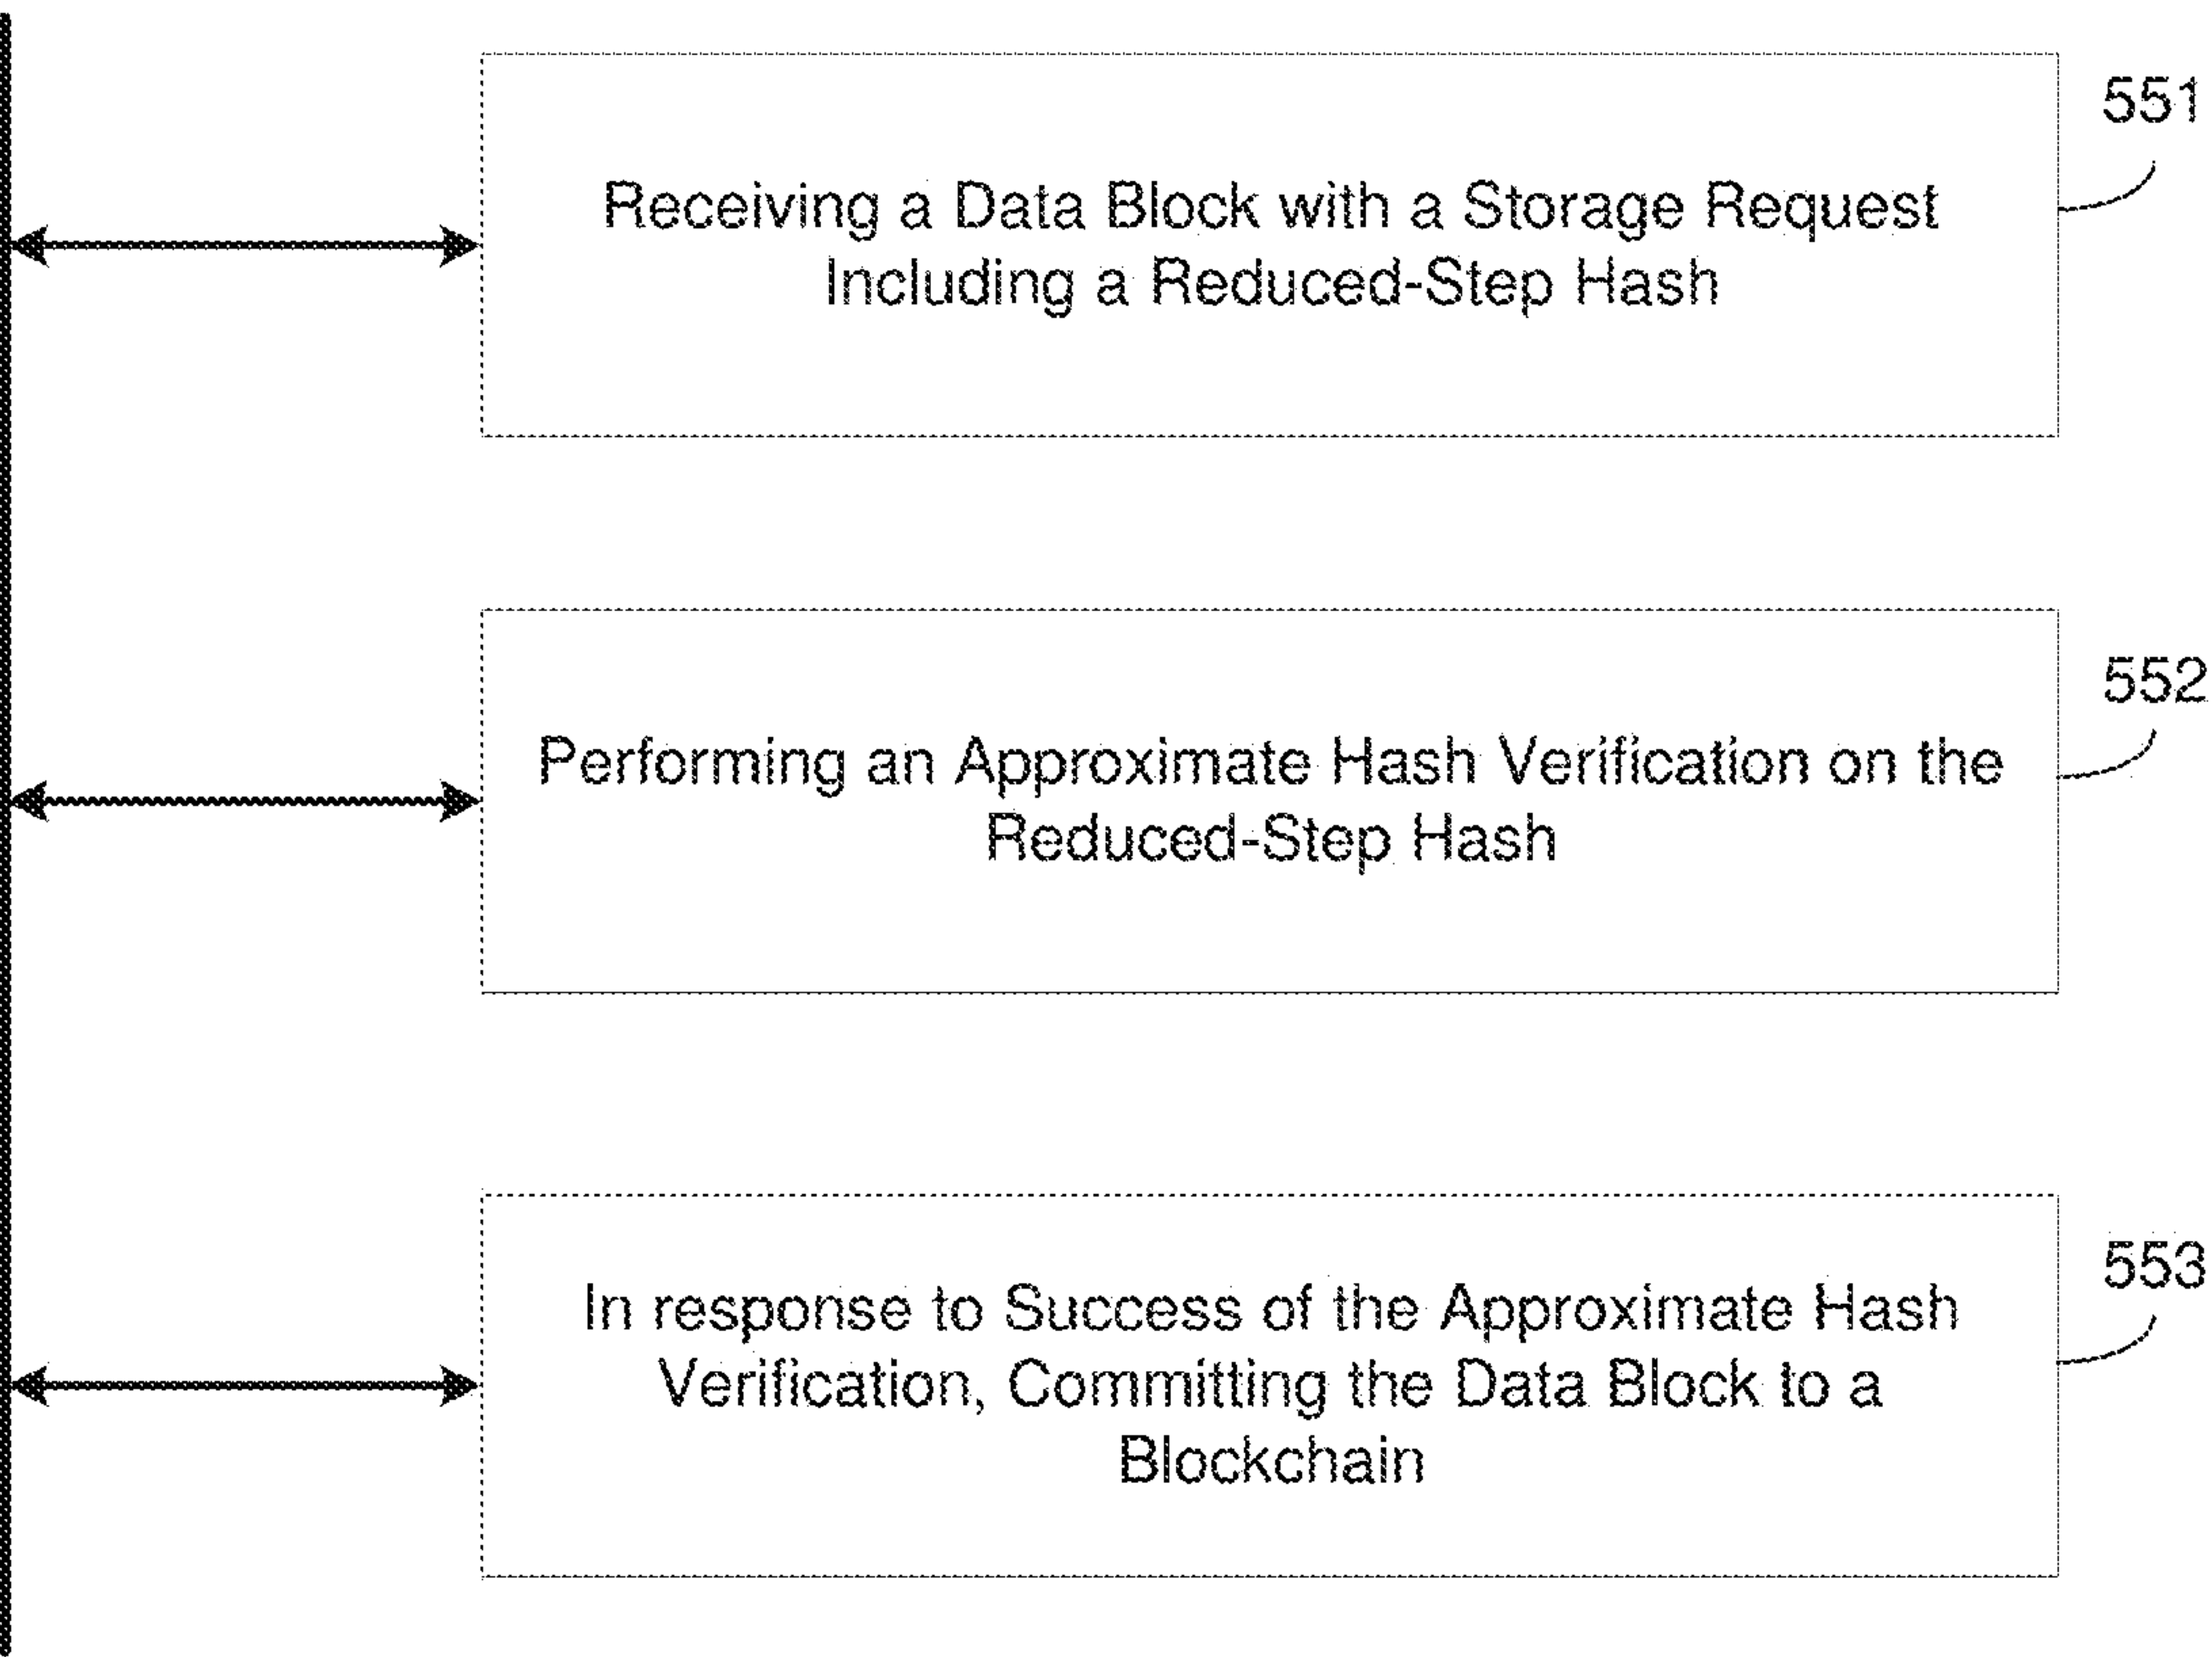 551
Receiving a Data Block with a Storage Request
Including a Reduced-Step Hash
552
Performing an Approximate Hash Verification on the
Reduced-Step Hash
553
In response to Success of the Approximate Hash
Verification, Committing the Data Block to a
Blockchain